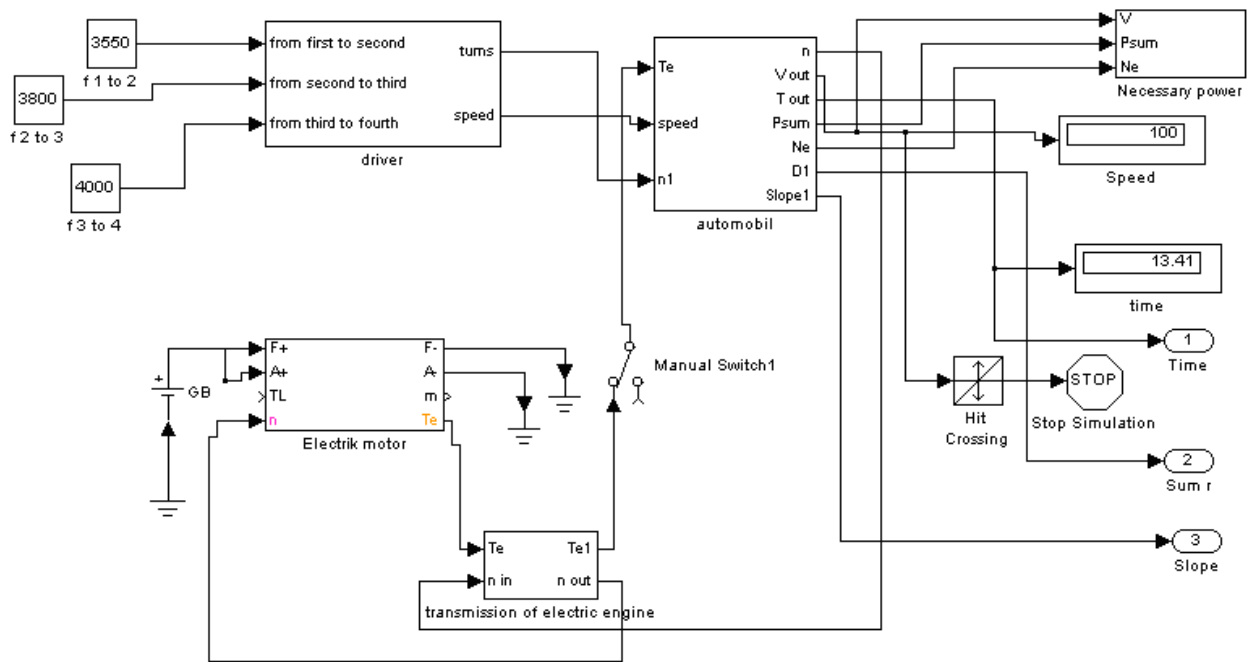 3550
f 1 to 2
3800
f 2 to 3
4000
f 3 to 4
from first to second
from second to third
from third to fourth
turns
speed
driver
Te
speed
n1
n
V out
T out
Psum
Ne
D1
Slope1
automobil
V
Psum
Ne
Necessary power
100
Speed
13.41
time
1
Time
Hit
Crossing
STOP
Stop Simulation
2
Sum r
3
Slope
Manual Switch1
+
GB
F+
A+
TL
n
F-
A-
m
Te
Electrik motor
Te
n in
Te1
n out
transmission of electric engine